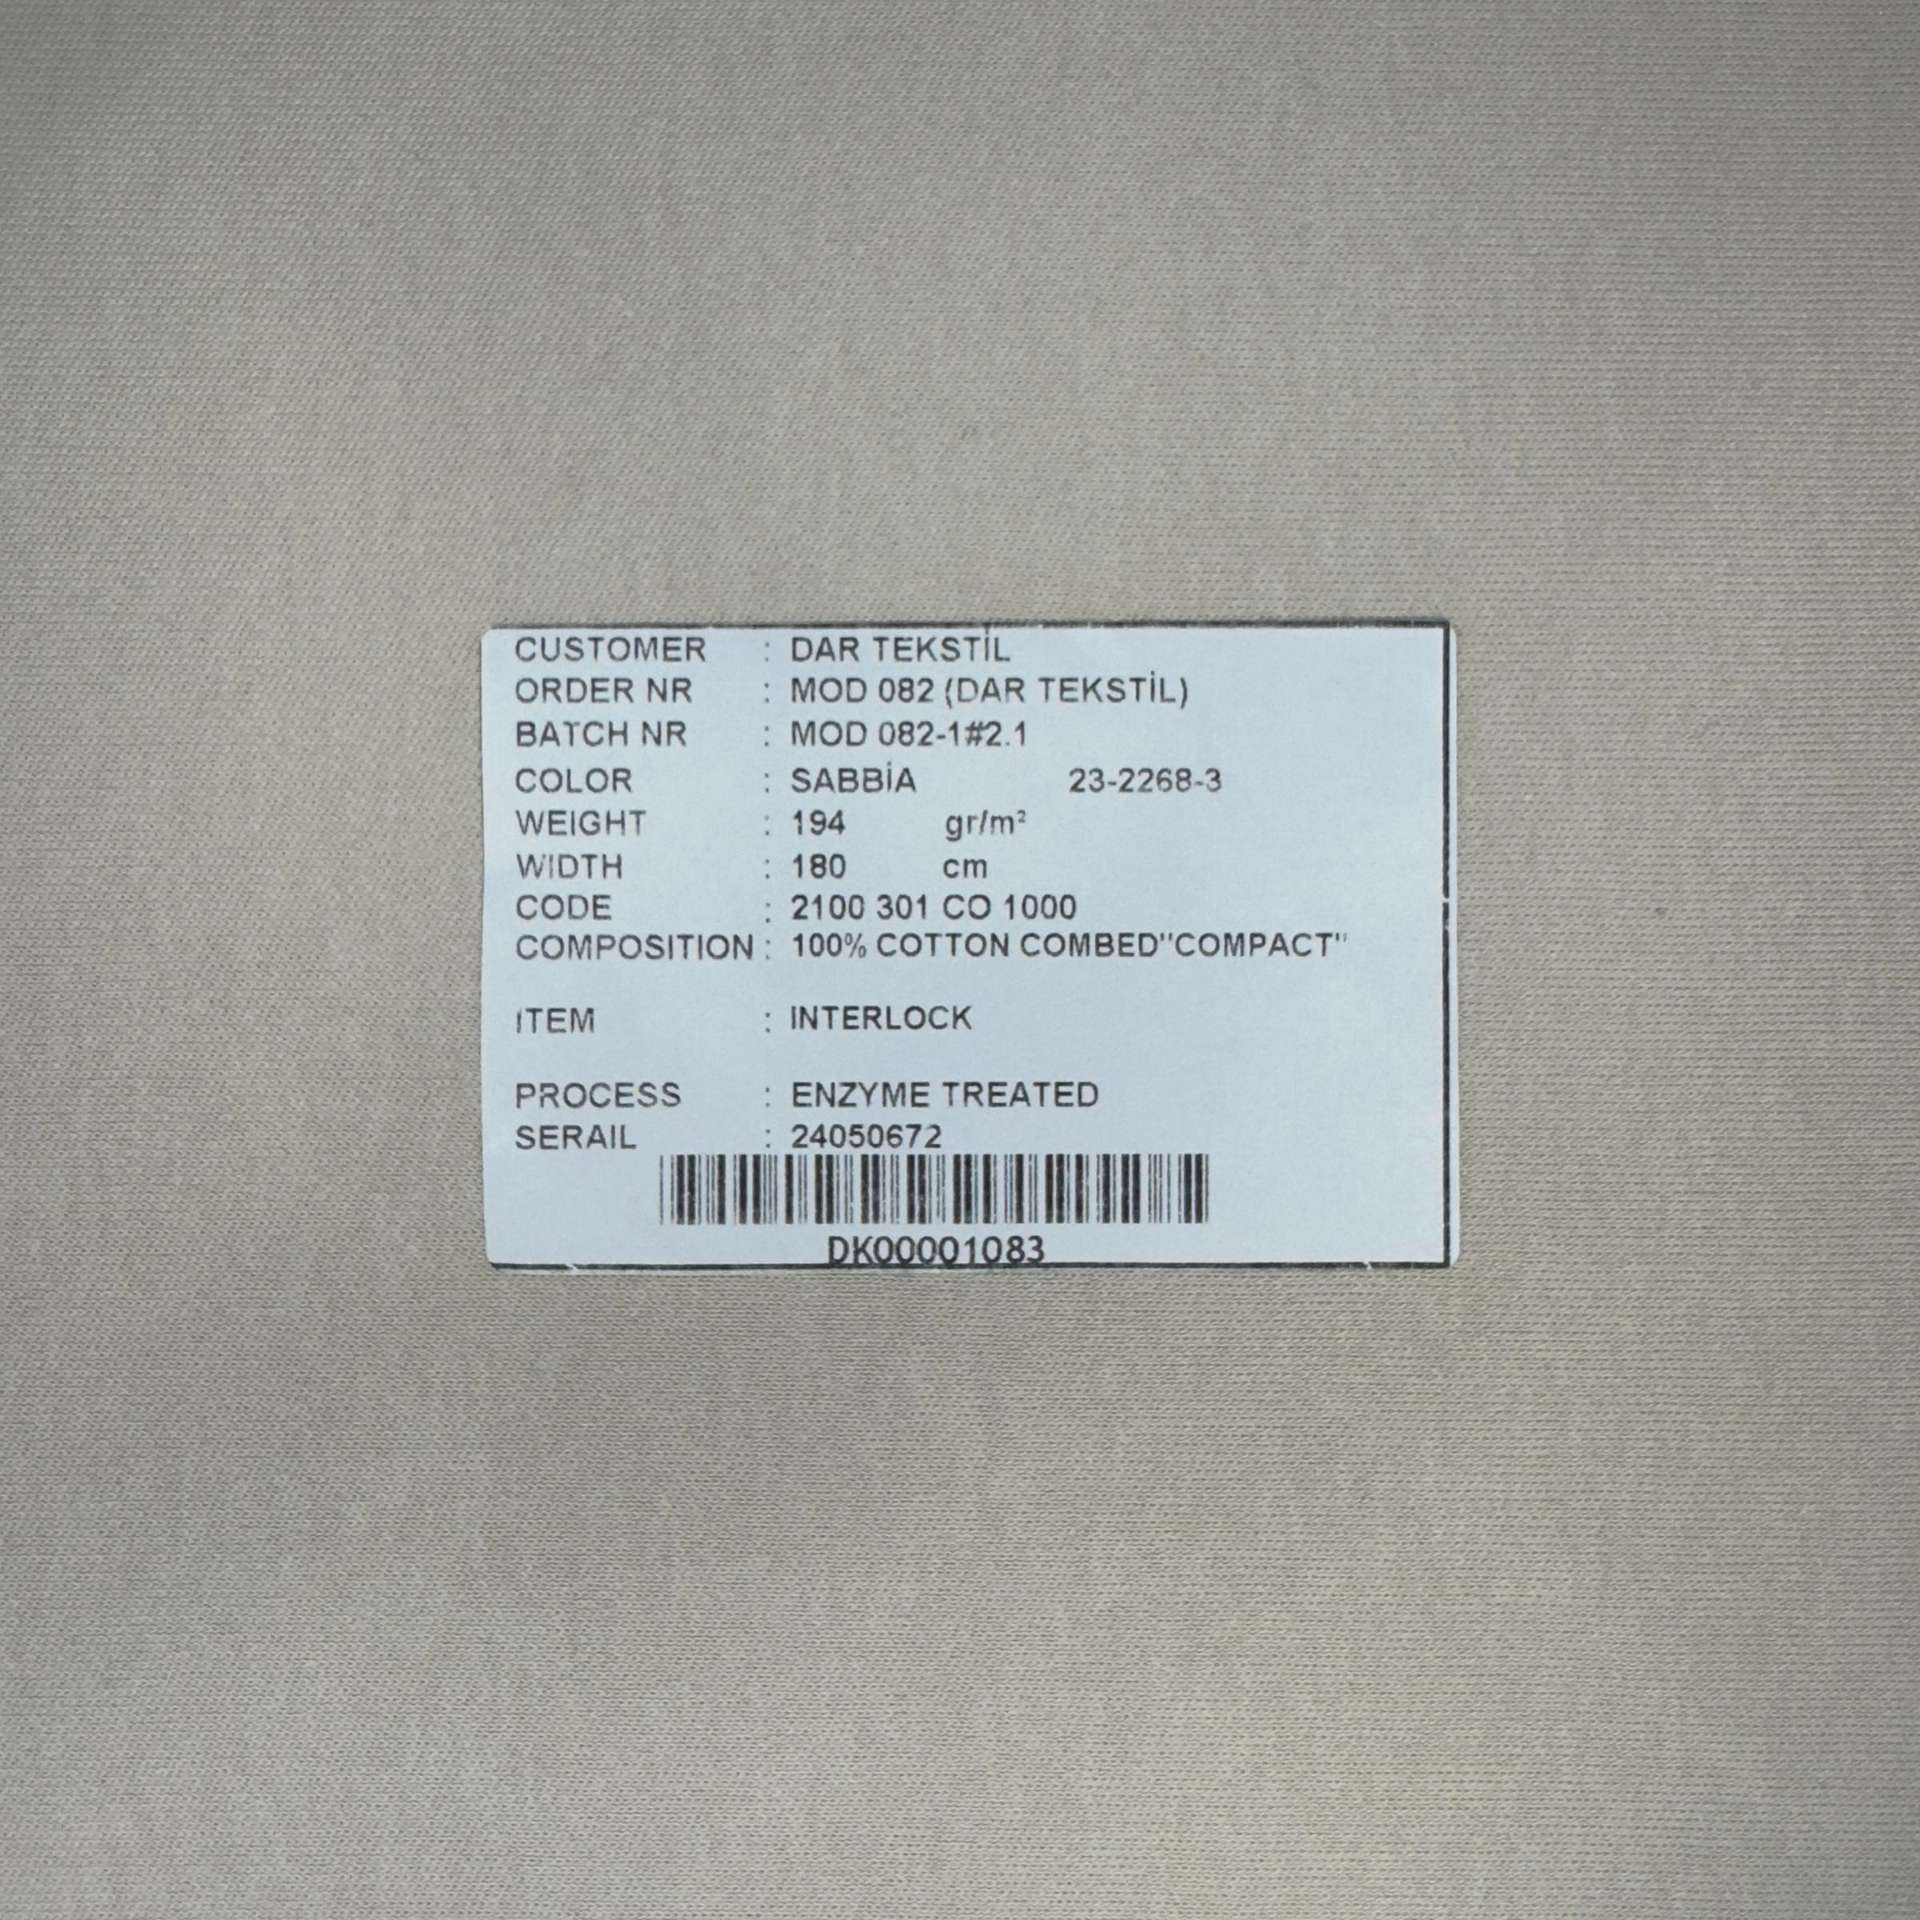 CUSTOMER : DAR TEKSTİL
ORDER NR : MOD 082 (DAR TEKSTİL)
BATCH NR : MOD 082-1#2.1
COLOR : SABBİA 23-2268-3
WEIGHT : 194 gr/m²
WIDTH : 180 cm
CODE : 2100 301 CO 1000
COMPOSITION : 100% COTTON COMBED"COMPACT"
ITEM : INTERLOCK
PROCESS : ENZYME TREATED
SERAIL : 24050672
DK00001083